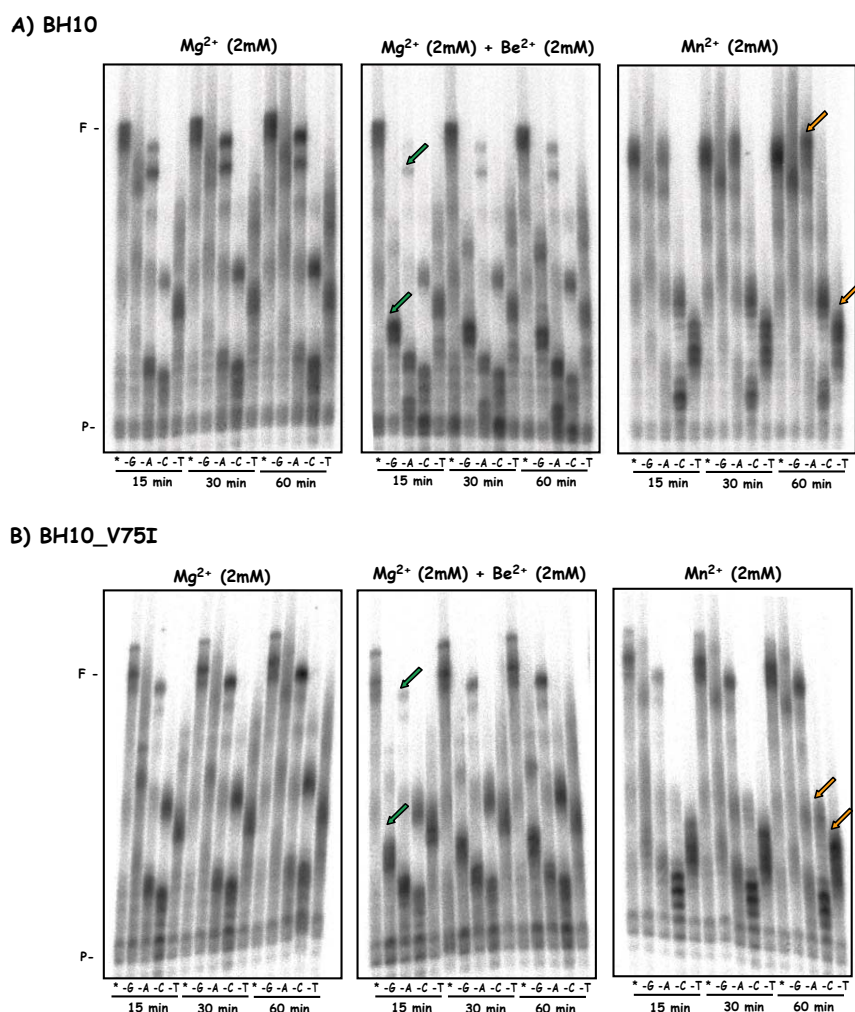 A) BH10
Mg²⁺ (2mM)
Mg²⁺ (2mM) + Be²⁺ (2mM)
Mn²⁺ (2mM)
F -
P-
* -G -A -C -T * -G -A -C -T * -G -A -C -T
15 min 30 min 60 min
* -G -A -C -T * -G -A -C -T * -G -A -C -T
15 min 30 min 60 min
* -G -A -C -T * -G -A -C -T * -G -A -C -T
15 min 30 min 60 min
B) BH10_V75I
Mg²⁺ (2mM)
Mg²⁺ (2mM) + Be²⁺ (2mM)
Mn²⁺ (2mM)
F -
P-
* -G -A -C -T * -G -A -C -T * -G -A -C -T
15 min 30 min 60 min
* -G -A -C -T * -G -A -C -T * -G -A -C -T
15 min 30 min 60 min
* -G -A -C -T * -G -A -C -T * -G -A -C -T
15 min 30 min 60 min